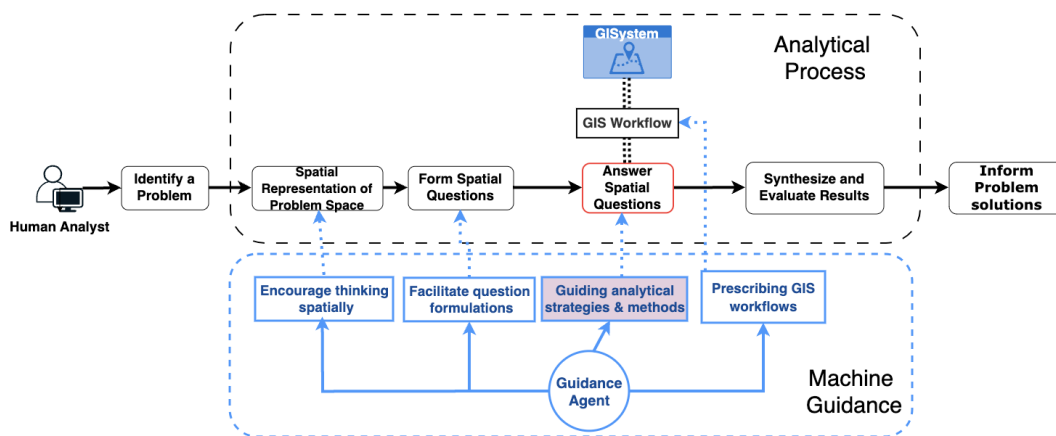 GISystem
Analytical
Process
GIS Workflow
Human Analyst
Identify a
Problem
Spatial
Representation of
Problem Space
Form Spatial
Questions
Answer
Spatial
Questions
Synthesize and
Evaluate Results
Inform
Problem
solutions
Encourage thinking
spatially
Facilitate question
formulations
Guiding analytical
strategies & methods
Prescribing GIS
workflows
Guidance
Agent
Machine
Guidance